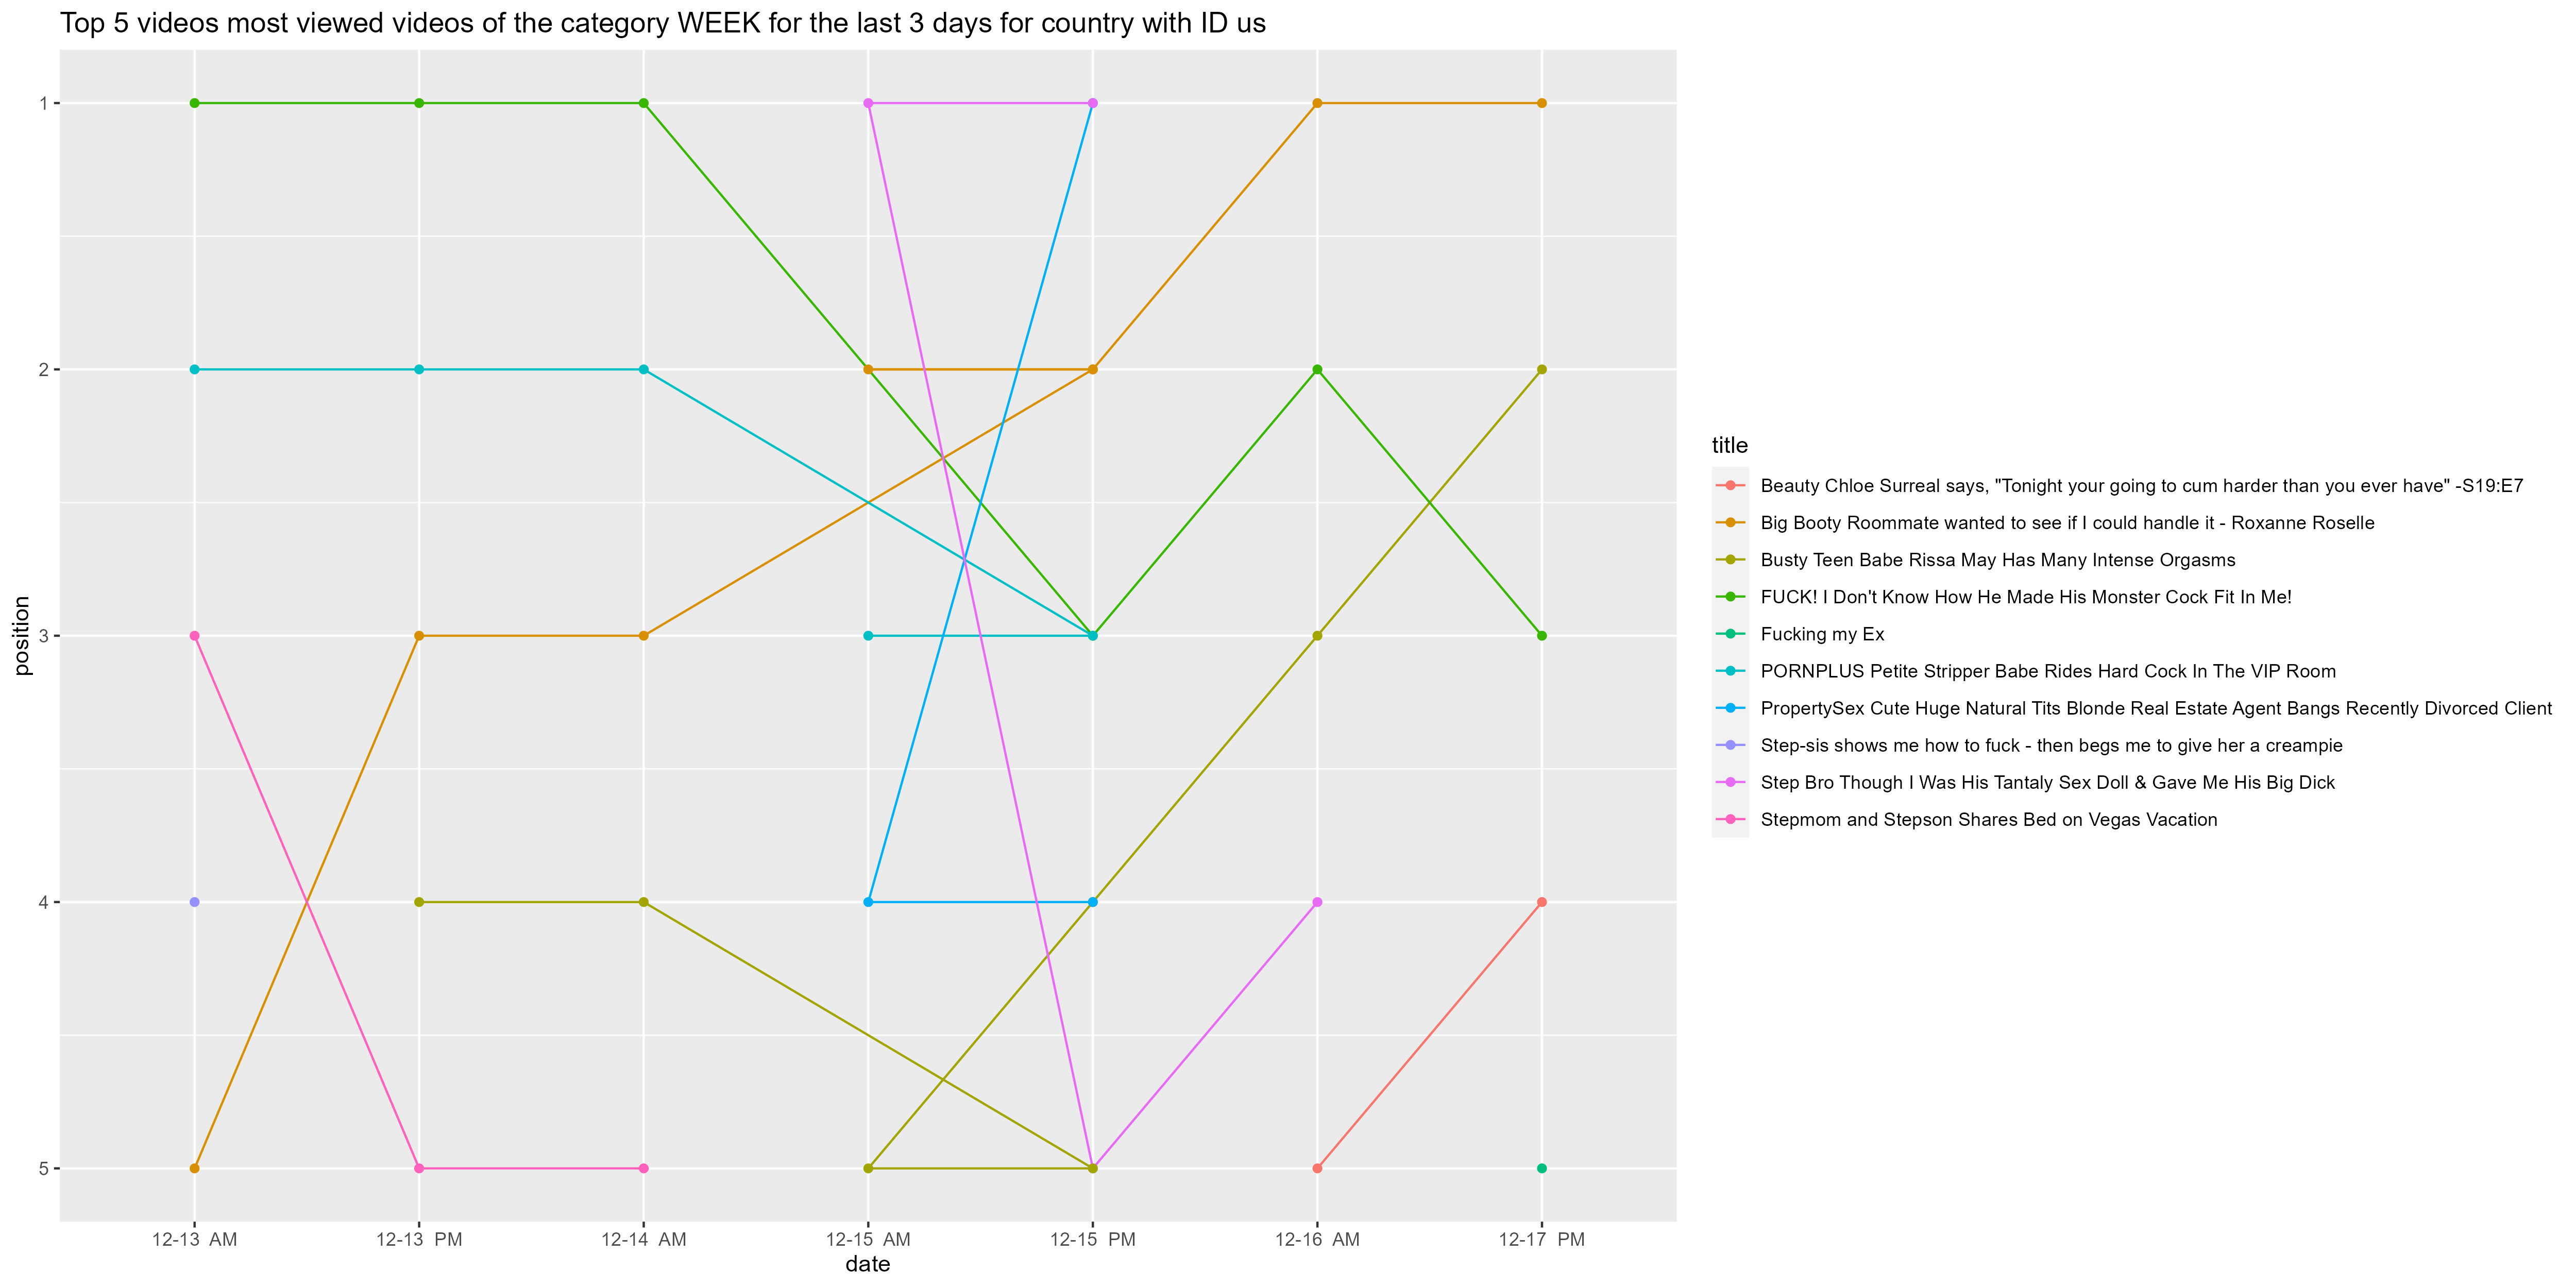 Top 5 videos most viewed videos of the category WEEK for the last 3 days for country with ID us
position
1
2
3
4
5
12-13 AM
12-13 PM
12-14 AM
12-15 AM
12-15 PM
12-16 AM
12-17 PM
date
title
Beauty Chloe Surreal says, "Tonight your going to cum harder than you ever have" -S19:E7
Big Booty Roommate wanted to see if I could handle it - Roxanne Roselle
Busty Teen Babe Rissa May Has Many Intense Orgasms
FUCK! I Don't Know How He Made His Monster Cock Fit In Me!
Fucking my Ex
PORNPLUS Petite Stripper Babe Rides Hard Cock In The VIP Room
PropertySex Cute Huge Natural Tits Blonde Real Estate Agent Bangs Recently Divorced Client
Step-sis shows me how to fuck - then begs me to give her a creampie
Step Bro Though I Was His Tantaly Sex Doll & Gave Me His Big Dick
Stepmom and Stepson Shares Bed on Vegas Vacation